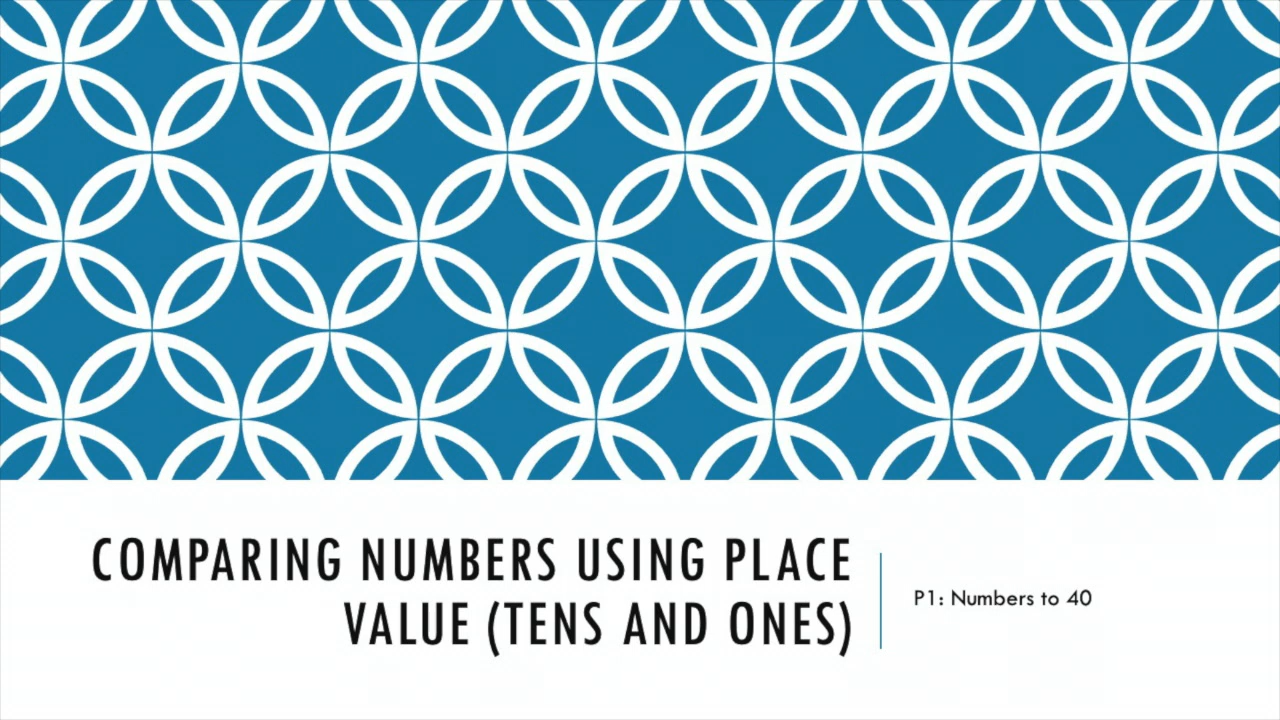 COMPARING NUMBERS USING PLACE
VALUE (TENS AND ONES)
P1: Numbers to 40